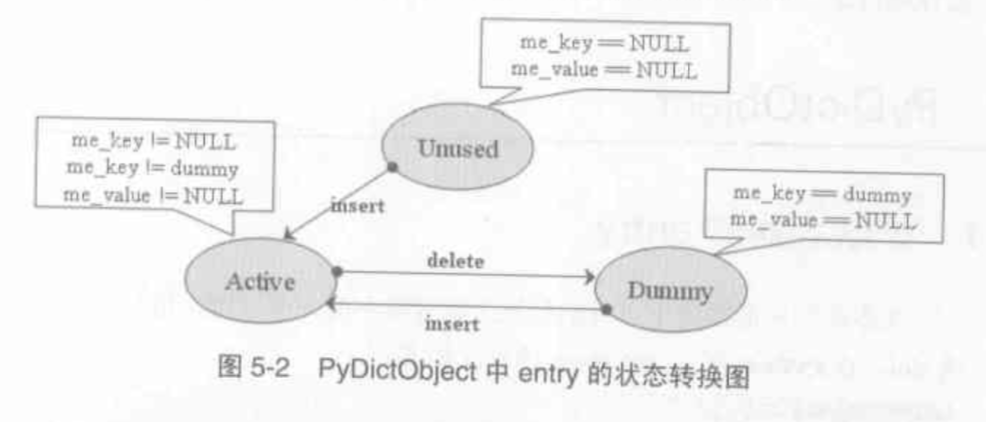 me_key == NULL
me_value == NULL
Unused
me_key != NULL
me_key != dummy
me_value != NULL
insert
me_key == dummy
me_value == NULL
Active
delete
Dummy
insert
图 5-2 PyDictObject 中 entry 的状态转换图